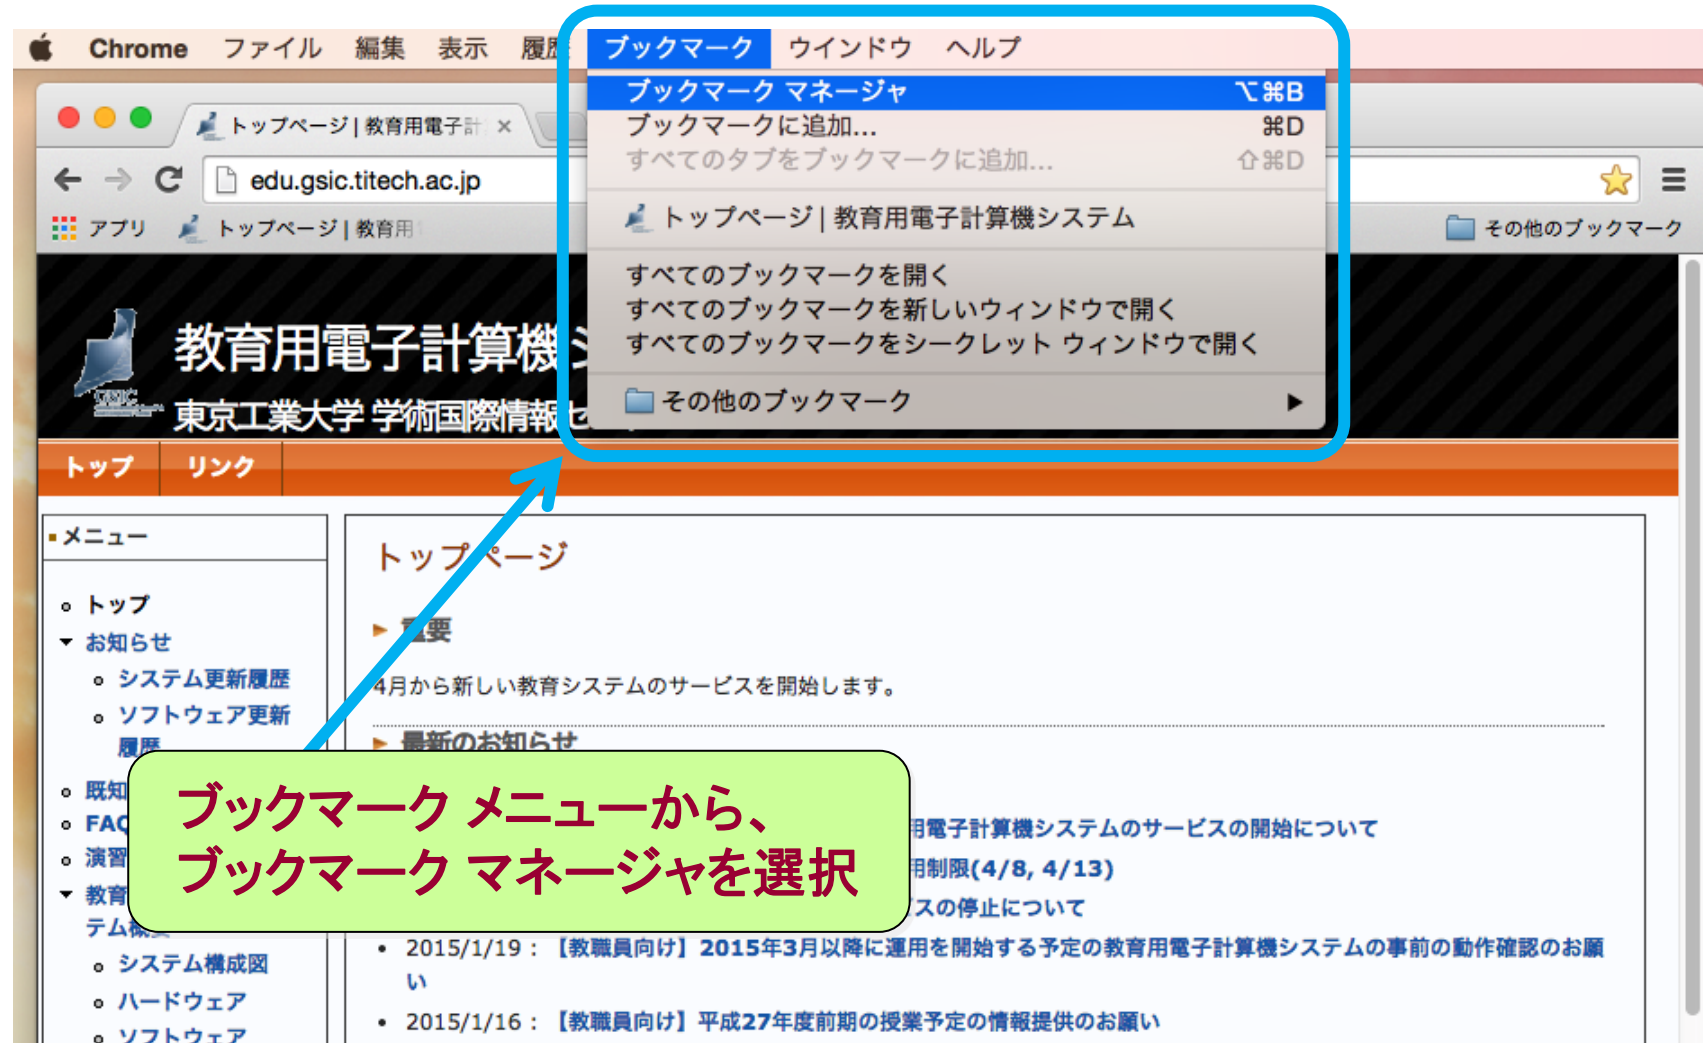 Chrome ファイル 編集 表示 履歴 ブックマーク ウインドウ ヘルプ
ブックマーク マネージャ ⌥⌘B
ブックマークに追加... ⌘D
すべてのタブをブックマークに追加... ⇧⌘D
トップページ | 教育用電子計算機システム
すべてのブックマークを開く
すべてのブックマークを新しいウィンドウで開く
すべてのブックマークをシークレット ウィンドウで開く
その他のブックマーク
トップページ | 教育用電子計
edu.gsic.titech.ac.jp
アプリ トップページ | 教育用 その他のブックマーク
GSIC
教育用電子計算機シ
東京工業大学 学術国際情報セ
トップ リンク
メニュー
トップ
お知らせ
システム更新履歴
ソフトウェア更新
履歴
既知
FAQ
演習
教育
テム概要
システム構成図
ハードウェア
ソフトウェア
トップページ
重要
4月から新しい教育システムのサービスを開始します。
最新のお知らせ
用電子計算機システムのサービスの開始について
用制限(4/8, 4/13)
ビスの停止について
2015/1/19 : 【教職員向け】2015年3月以降に運用を開始する予定の教育用電子計算機システムの事前の動作確認のお願
い
2015/1/16 : 【教職員向け】平成27年度前期の授業予定の情報提供のお願い
ブックマーク メニューから、
ブックマーク マネージャを選択